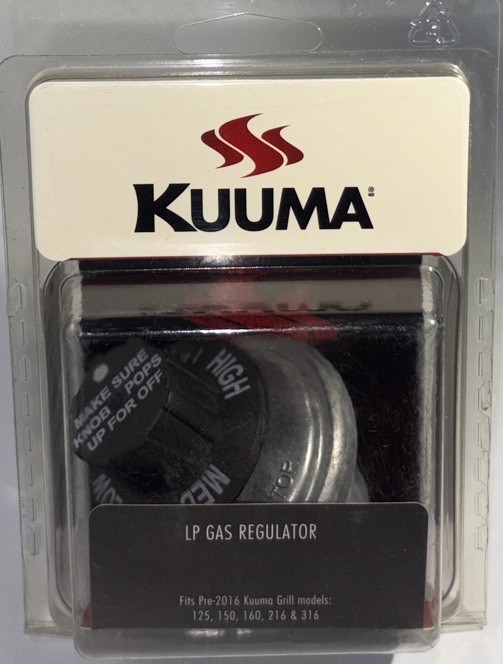 KUUMA®
HIGH
MAKE SURE
KNOB POPS
UP FOR OFF
MED
LOW
LP GAS REGULATOR
Fits Pre-2016 Kuuma Grill models:
125, 150, 160, 216 & 316